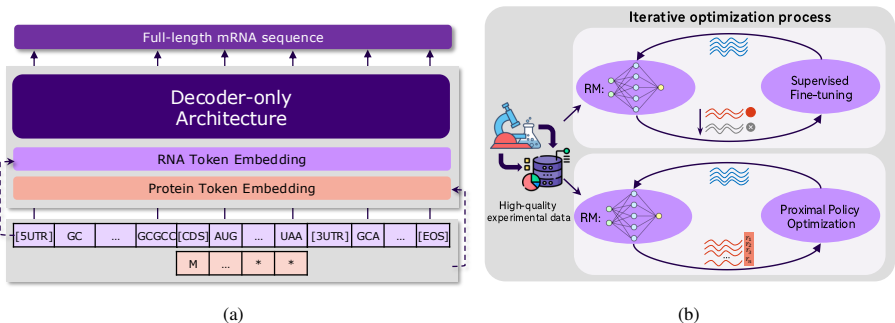 Full-length mRNA sequence
Decoder-only
Architecture
RNA Token Embedding
Protein Token Embedding
[5UTR] GC ... GCGCC [CDS] AUG ... UAA [3UTR] GCA ... [EOS]
M ... * *
(a)
Iterative optimization process
RM:
Supervised
Fine-tuning
High-quality
experimental data
RM:
Proximal Policy
Optimization
...
(b)